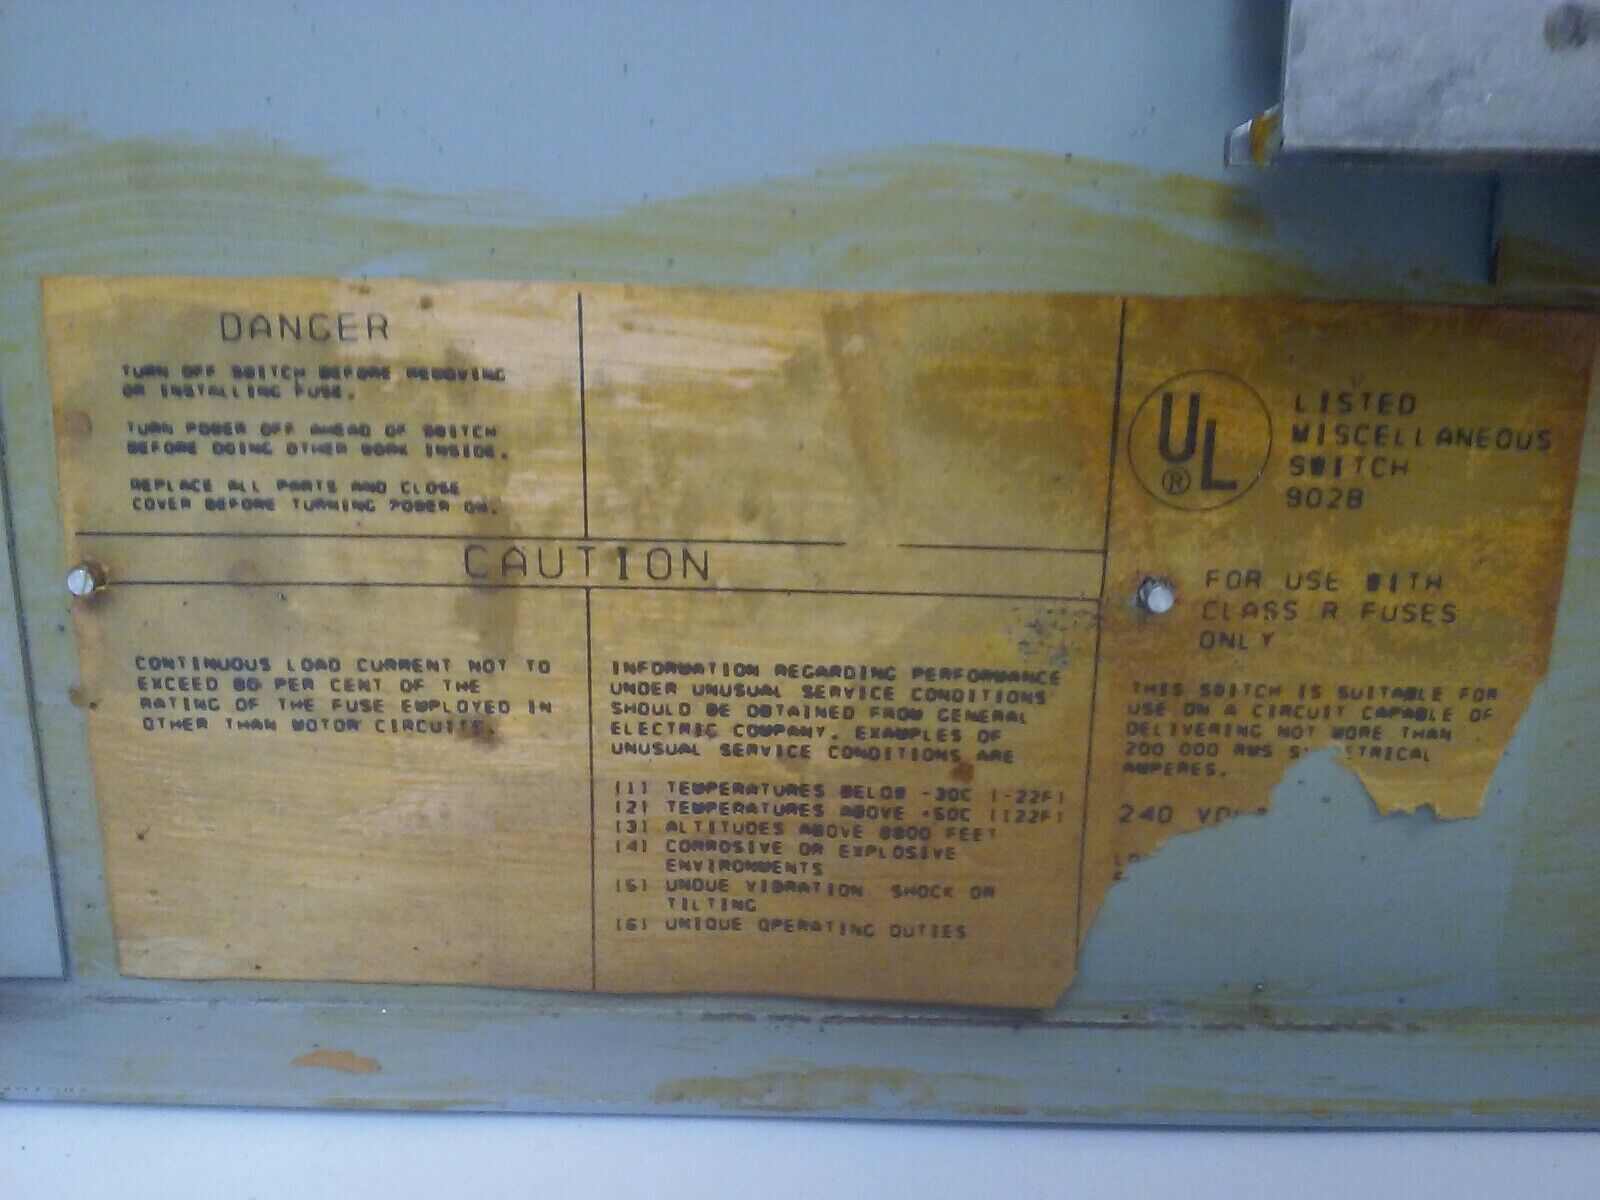 DANGER
TURN OFF SWITCH BEFORE REMOVING
OR INSTALLING FUSE.
TURN POWER OFF AHEAD OF SWITCH
BEFORE DOING OTHER WORK INSIDE.
REPLACE ALL PARTS AND CLOSE
COVER BEFORE TURNING POWER ON.
CAUTION
CONTINUOUS LOAD CURRENT NOT TO
EXCEED 80 PER CENT OF THE
RATING OF THE FUSE EMPLOYED IN
OTHER THAN MOTOR CIRCUITS.
INFORMATION REGARDING PERFORMANCE
UNDER UNUSUAL SERVICE CONDITIONS
SHOULD BE OBTAINED FROM GENERAL
ELECTRIC COMPANY. EXAMPLES OF
UNUSUAL SERVICE CONDITIONS ARE
(1) TEMPERATURES BELOW -30C (-22F)
(2) TEMPERATURES ABOVE +50C (122F)
(3) ALTITUDES ABOVE FEET
(4) CORROSIVE OR EXPLOSIVE
ENVIRONMENTS
(5) UNDUE VIBRATION, SHOCK OR
TILTING
(6) UNIQUE OPERATING DUTIES
UL ®
LISTED
MISCELLANEOUS
SWITCH
902B
FOR USE WITH
CLASS R FUSES
ONLY
THIS SWITCH IS SUITABLE FOR
USE ON A CIRCUIT CAPABLE OF
DELIVERING NOT MORE THAN
200 000 RMS ETRICAL
AMPERES.
240